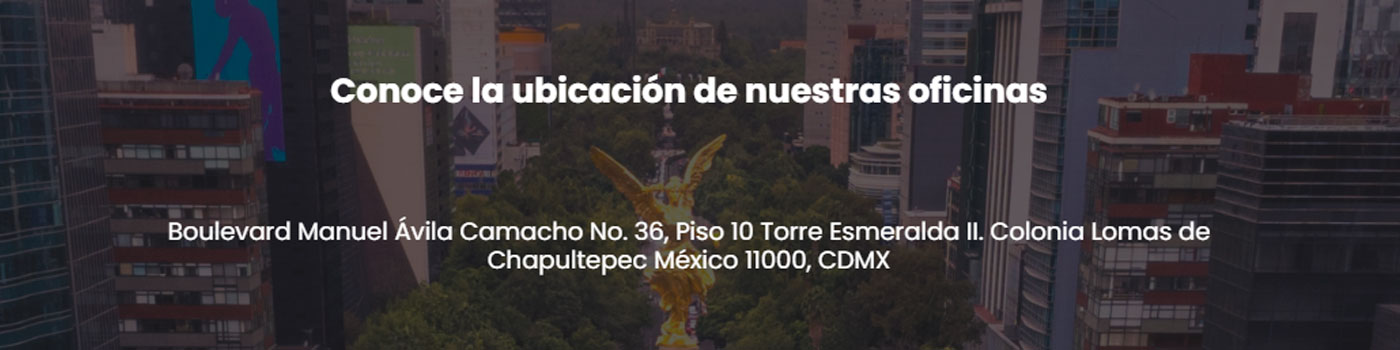 Conoce la ubicación de nuestras oficinas
Boulevard Manuel Ávila Camacho No. 36, Piso 10 Torre Esmeralda II. Colonia Lomas de
Chapultepec México 11000, CDMX